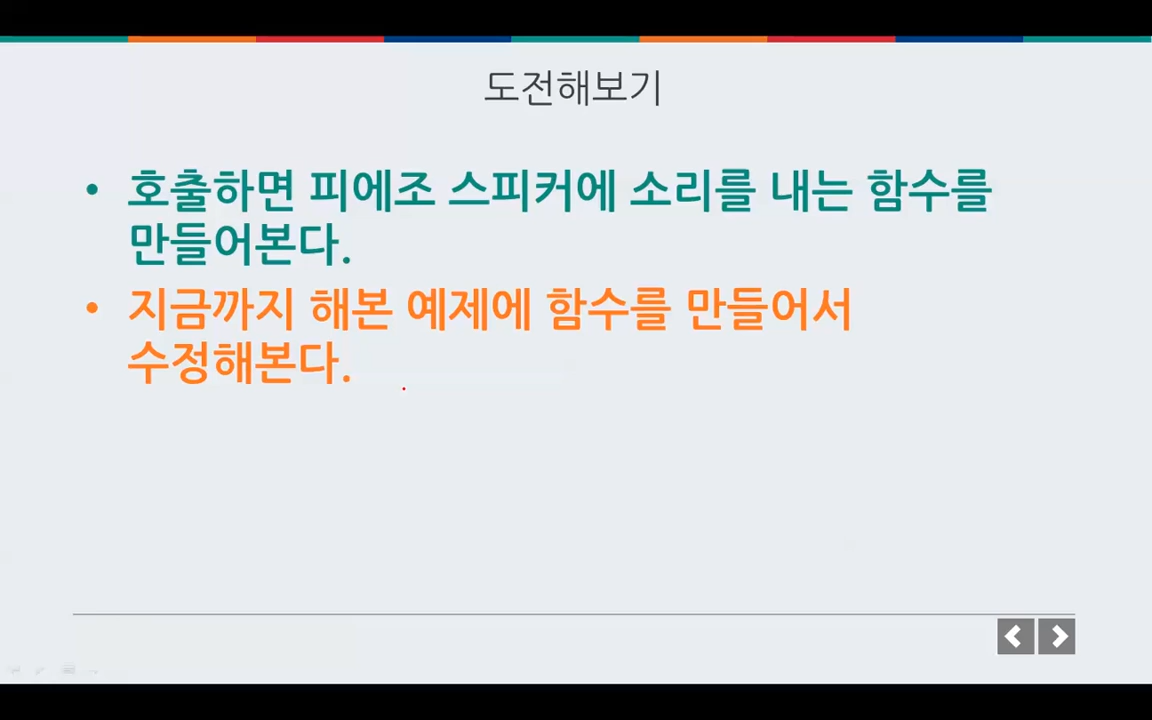 도전해보기
• 호출하면 피에조 스피커에 소리를 내는 함수를
만들어본다.
• 지금까지 해본 예제에 함수를 만들어서
수정해본다.